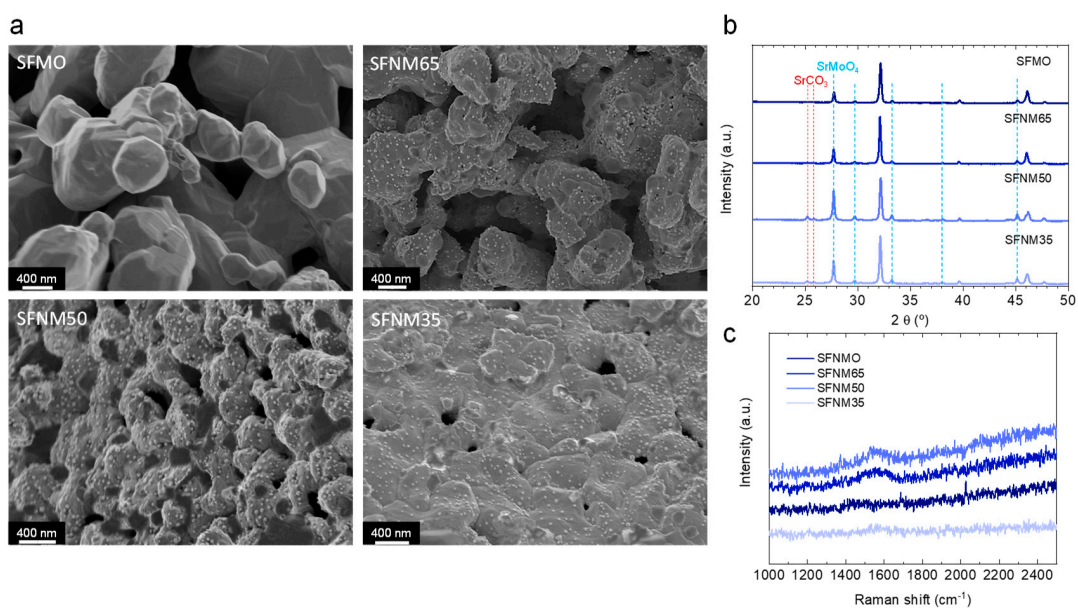 a
SFMO
400 nm
SFNM65
400 nm
SFNM50
400 nm
SFNM35
400 nm
b
SrCO3
SrMoO4
SFMO
SFNM65
SFNM50
SFNM35
Intensity (a.u.)
20 25 30 35 40 45 50
2 θ (°)
c
SFNMO
SFNM65
SFNM50
SFNM35
Intensity (a.u.)
1000 1200 1400 1600 1800 2000 2200 2400
Raman shift (cm-1)